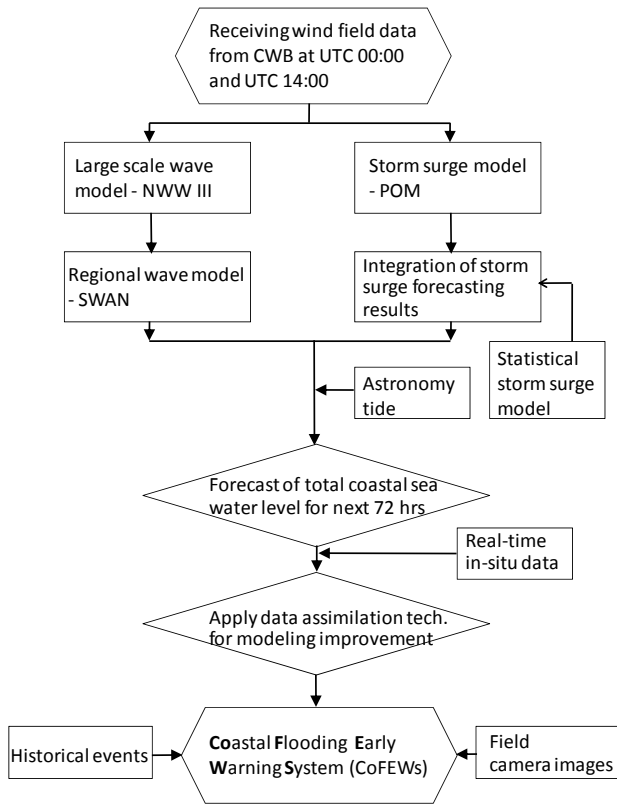 Receiving wind field data
from CWB at UTC 00:00
and UTC 14:00
Large scale wave
model - NWW III
Storm surge model
- POM
Regional wave model
- SWAN
Integration of storm
surge forecasting
results
Statistical
storm surge
model
Astronomy
tide
Forecast of total coastal sea
water level for next 72 hrs
Real-time
in-situ data
Apply data assimilation tech.
for modeling improvement
Historical events
Coastal Flooding Early
Warning System (CoFEWs)
Field
camera images